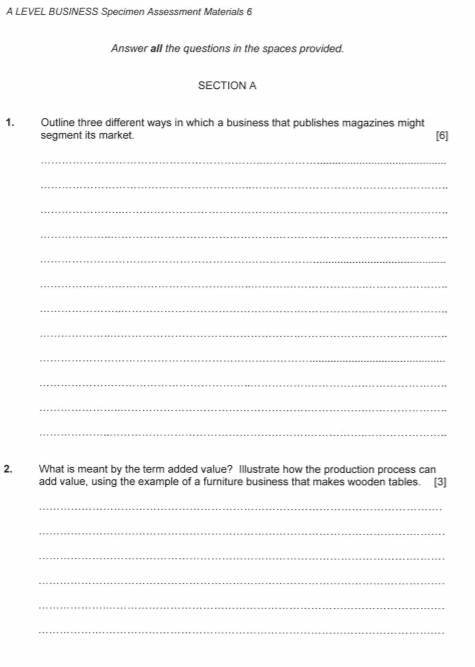 A LEVEL BUSINESS Specimen Assessment Materials 6
Answer all the questions in the spaces provided.
SECTION A
1. Outline three different ways in which a business that publishes magazines might
segment its market. [6]
2. What is meant by the term added value? Illustrate how the production process can
add value, using the example of a furniture business that makes wooden tables. [3]